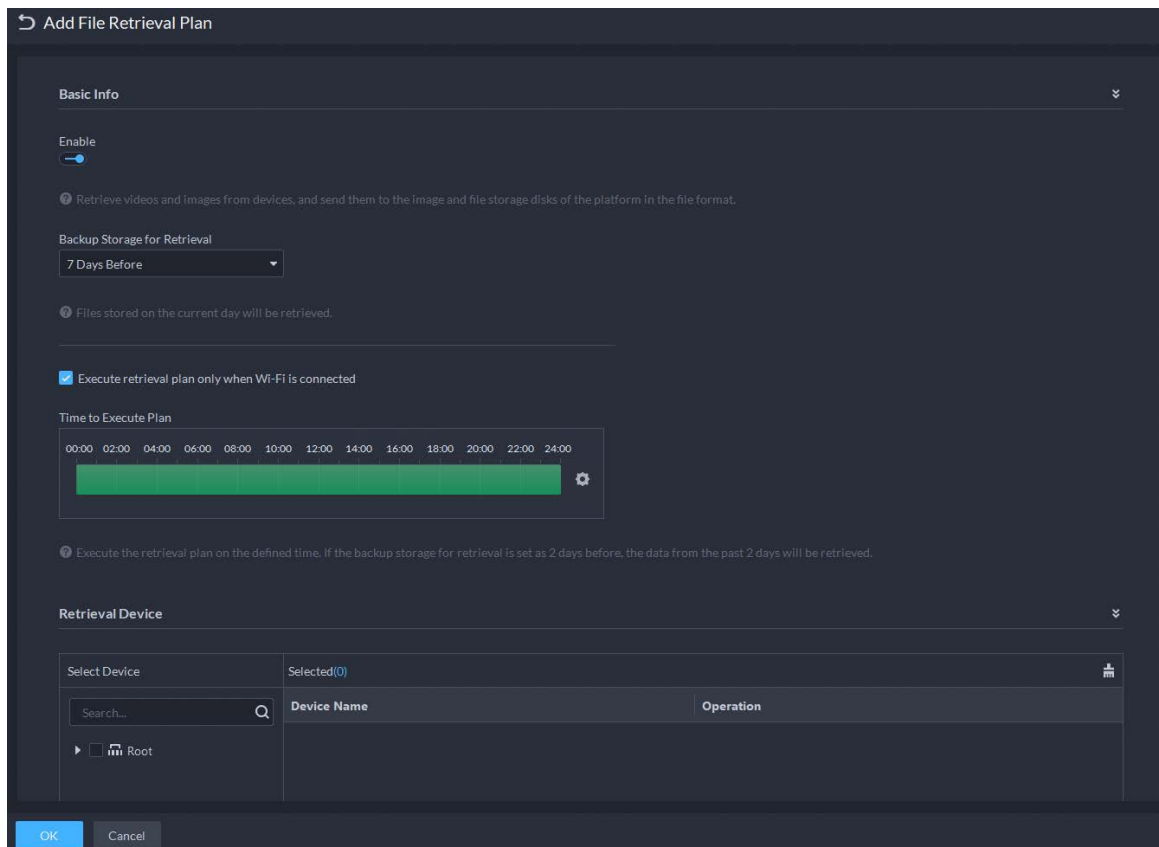 Add File Retrieval Plan
Basic Info
Enable
Retrieve videos and images from devices, and send them to the image and file storage disks of the platform in the file format.
Backup Storage for Retrieval
7 Days Before
Files stored on the current day will be retrieved.
Execute retrieval plan only when Wi-Fi is connected
Time to Execute Plan
00:00 02:00 04:00 06:00 08:00 10:00 12:00 14:00 16:00 18:00 20:00 22:00 24:00
Execute the retrieval plan on the defined time. If the backup storage for retrieval is set as 2 days before, the data from the past 2 days will be retrieved.
Retrieval Device
Select Device Selected(0)
Search... Device Name Operation
Root
OK Cancel